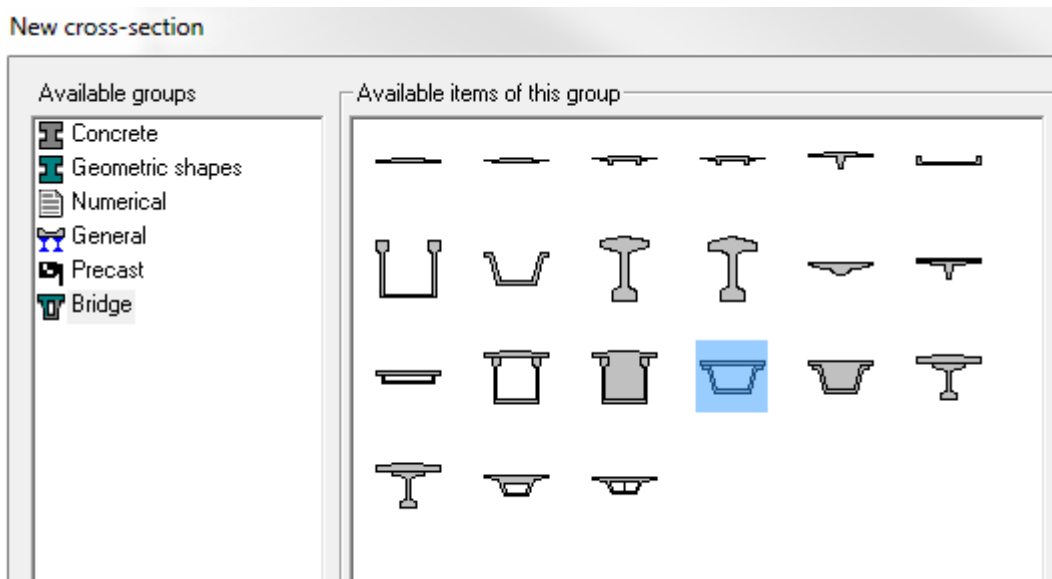 New cross-section
Available groups
Available items of this group
Concrete
Geometric shapes
Numerical
General
Precast
Bridge